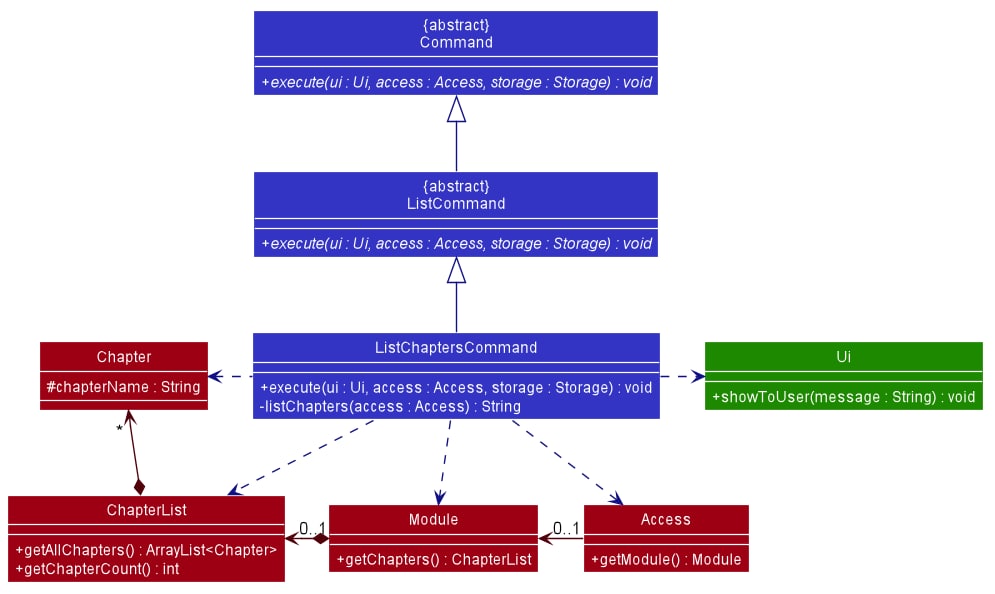 {abstract}
Command
+execute(ui : Ui, access : Access, storage : Storage) : void
{abstract}
ListCommand
+execute(ui : Ui, access : Access, storage : Storage) : void
Chapter
#chapterName : String
ListChaptersCommand
+execute(ui : Ui, access : Access, storage : Storage) : void
-listChapters(access : Access) : String
Ui
+showToUser(message : String) : void
*
ChapterList
+getAllChapters() : ArrayList<Chapter>
+getChapterCount() : int
0..1
Module
+getChapters() : ChapterList
0..1
Access
+getModule() : Module